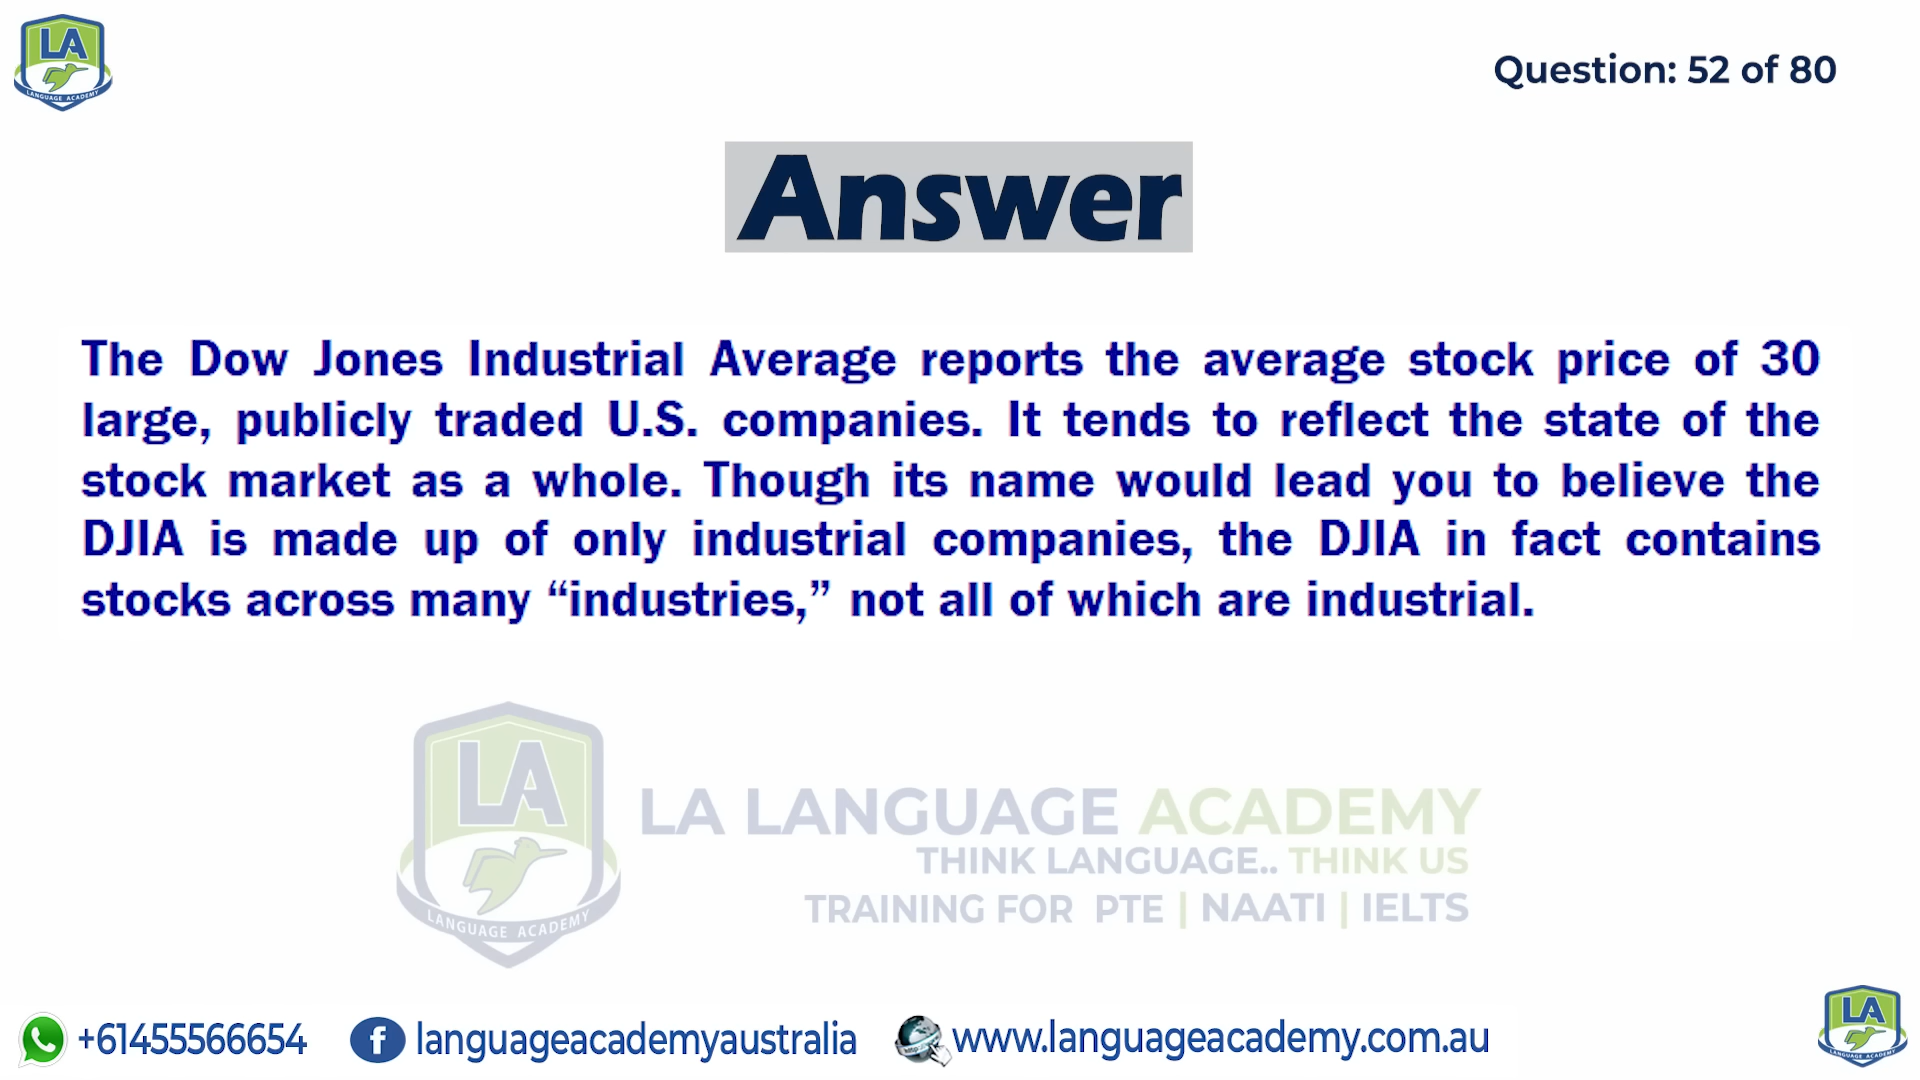 LA
LANGUAGE ACADEMY
Question: 52 of 80
Answer
The Dow Jones Industrial Average reports the average stock price of 30
large, publicly traded U.S. companies. It tends to reflect the state of the
stock market as a whole. Though its name would lead you to believe the
DJIA is made up of only industrial companies, the DJIA in fact contains
stocks across many “industries,” not all of which are industrial.
LA
LANGUAGE ACADEMY
LA LANGUAGE ACADEMY
THINK LANGUAGE.. THINK US
TRAINING FOR PTE | NAATI | IELTS
+61455566654 languageacademyaustralia www.languageacademy.com.au
LA
LANGUAGE ACADEMY